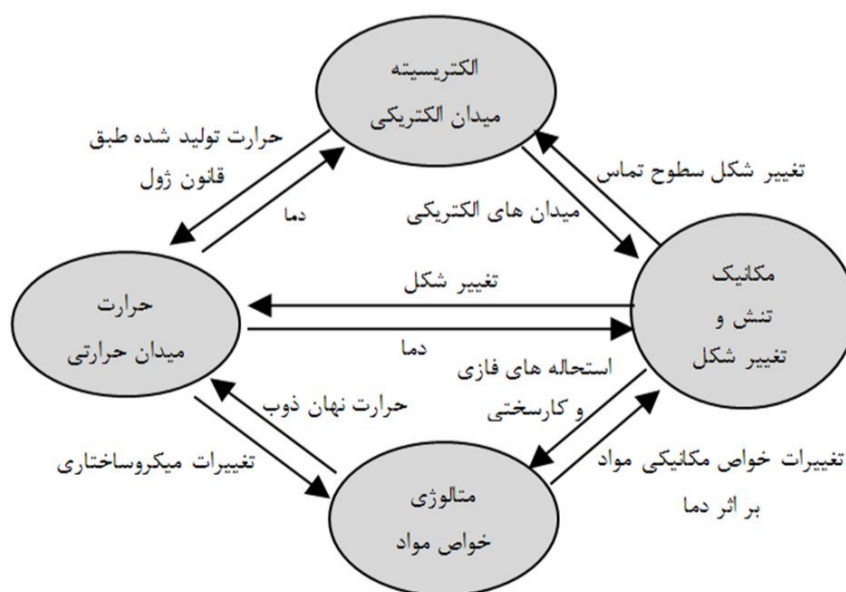 الکتریسیته
میدان الکتریکی
حرارت تولید شده طبق
قانون ژول
دما
تغییر شکل سطوح تماس
میدان های الکتریکی
حرارت
میدان حرارتی
تغییر شکل
دما
مکانیک
تنش و
تغییر شکل
استحاله های فازی
و کارسختی
حرارت نهان ذوب
تغییرات میکروساختاری
تغییرات خواص مکانیکی مواد
بر اثر دما
متالوژی
خواص مواد